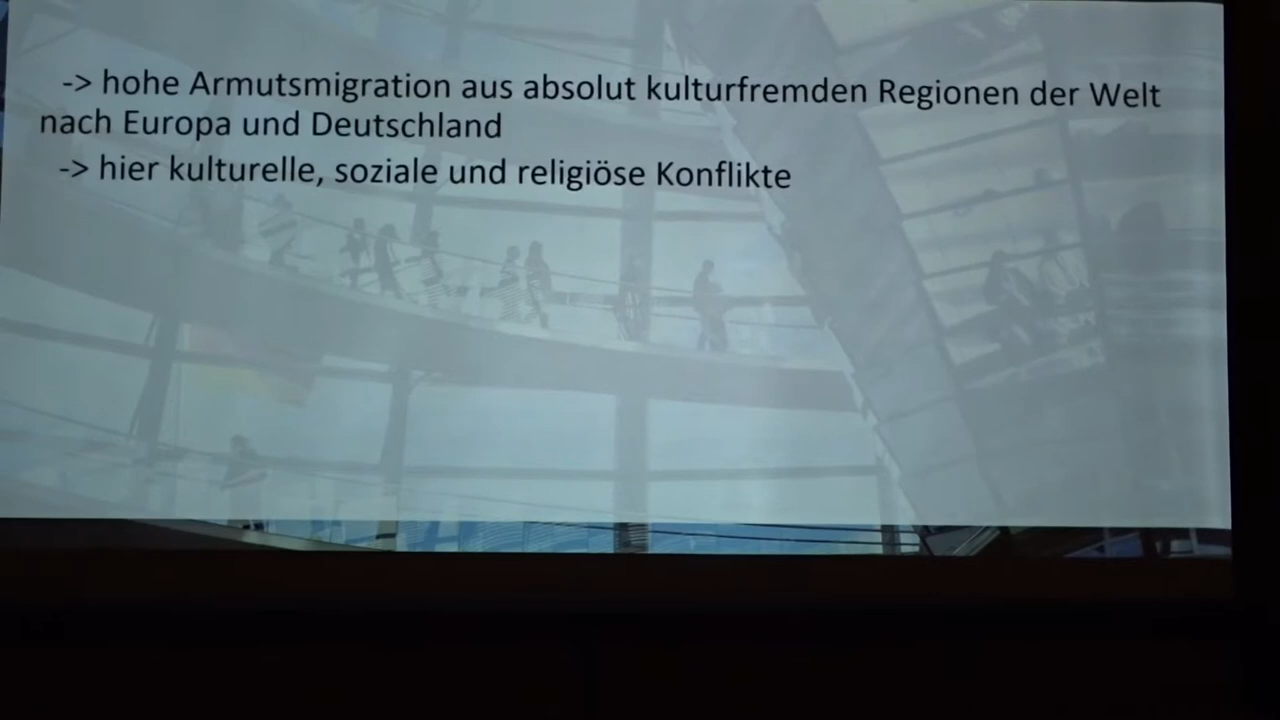 -> hohe Armutsmigration aus absolut kulturfremden Regionen der Welt
nach Europa und Deutschland
-> hier kulturelle, soziale und religiöse Konflikte